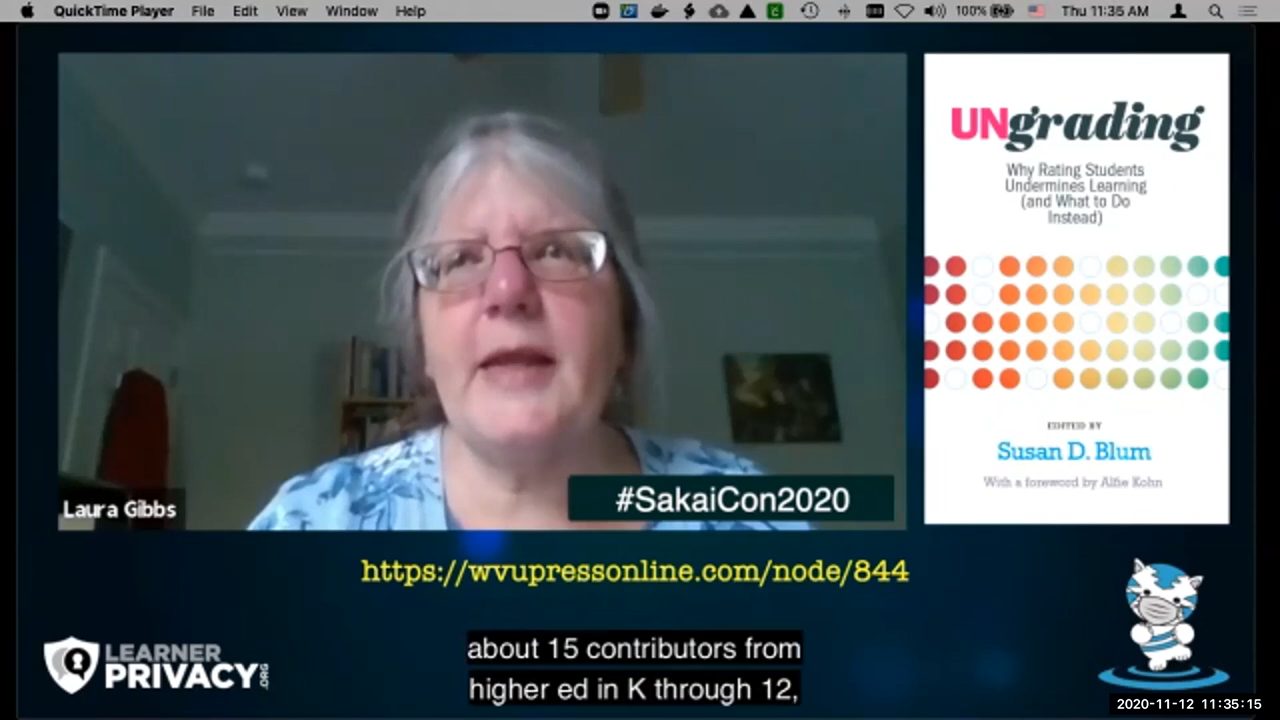 QuickTime Player File Edit View Window Help 100% Thu 11:35 AM
UNgrading
Why Rating Students
Undermines Learning
(and What to Do
Instead)
EDITED BY
Susan D. Blum
With a foreword by Alfie Kohn
Laura Gibbs
#SakaiCon2020
https://wvupressonline.com/node/844
LEARNER
PRIVACY.ORG
about 15 contributors from
higher ed in K through 12,
2020-11-12 11:35:15